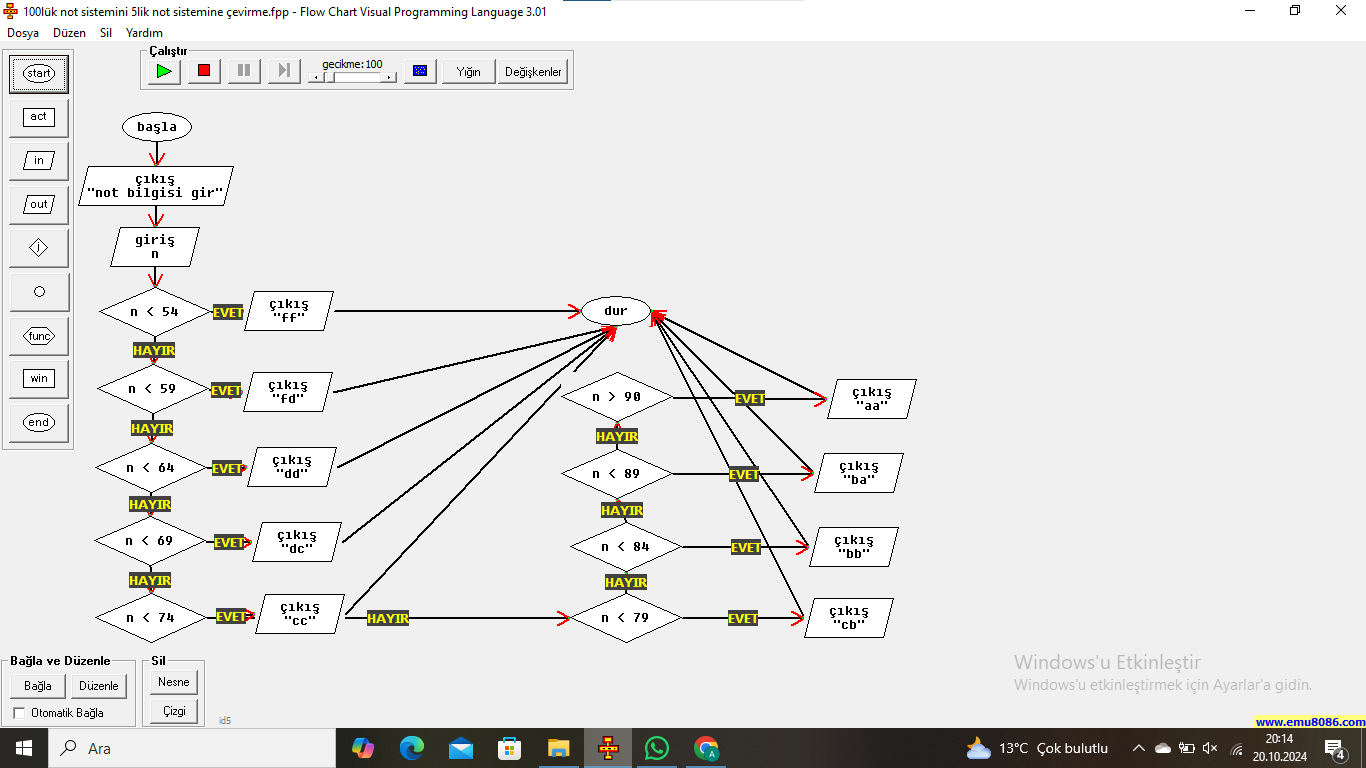 100lük not sistemini 5lik not sistemine çevirme.fpp - Flow Chart Visual Programming Language 3.01
Dosya Düzen Sil Yardım
Çalıştır
gecikme:100
Yığın
Değişkenler
start
act
in
out
j
func
win
end
başla
çıkış
"not bilgisi gir"
giriş
n
n < 54
EVET
çıkış
"ff"
dur
HAYIR
n < 59
EVET
çıkış
"fd"
HAYIR
n < 64
EVET
çıkış
"dd"
HAYIR
n < 69
EVET
çıkış
"dc"
HAYIR
n < 74
EVET
çıkış
"cc"
HAYIR
n < 79
EVET
çıkış
"cb"
HAYIR
n < 84
EVET
çıkış
"bb"
HAYIR
n < 89
EVET
çıkış
"ba"
HAYIR
n > 90
EVET
çıkış
"aa"
Bağla ve Düzenle
Bağla
Düzenle
Otomatik Bağla
Sil
Nesne
Çizgi
id5
Windows'u Etkinleştir
Windows'u etkinleştirmek için Ayarlar'a gidin.
www.emu8086.com
Ara
A
13°C Çok bulutlu
20:14
20.10.2024
4